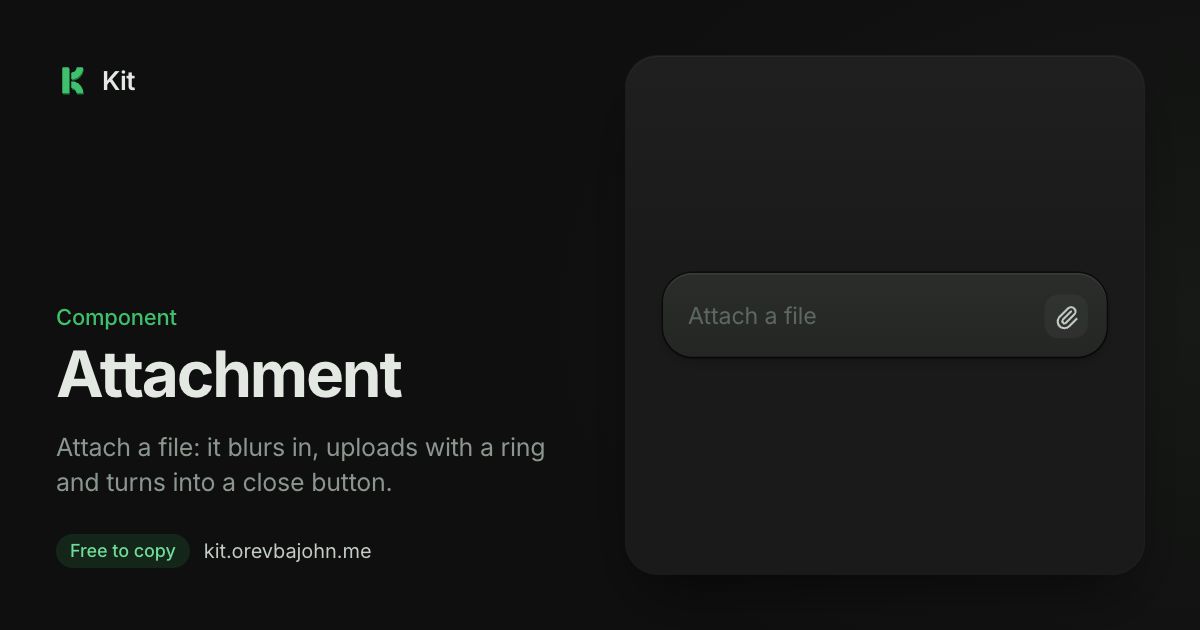 Kit
Component
Attachment
Attach a file: it blurs in, uploads with a ring
and turns into a close button.
Free to copy
kit.orevbajohn.me
Attach a file